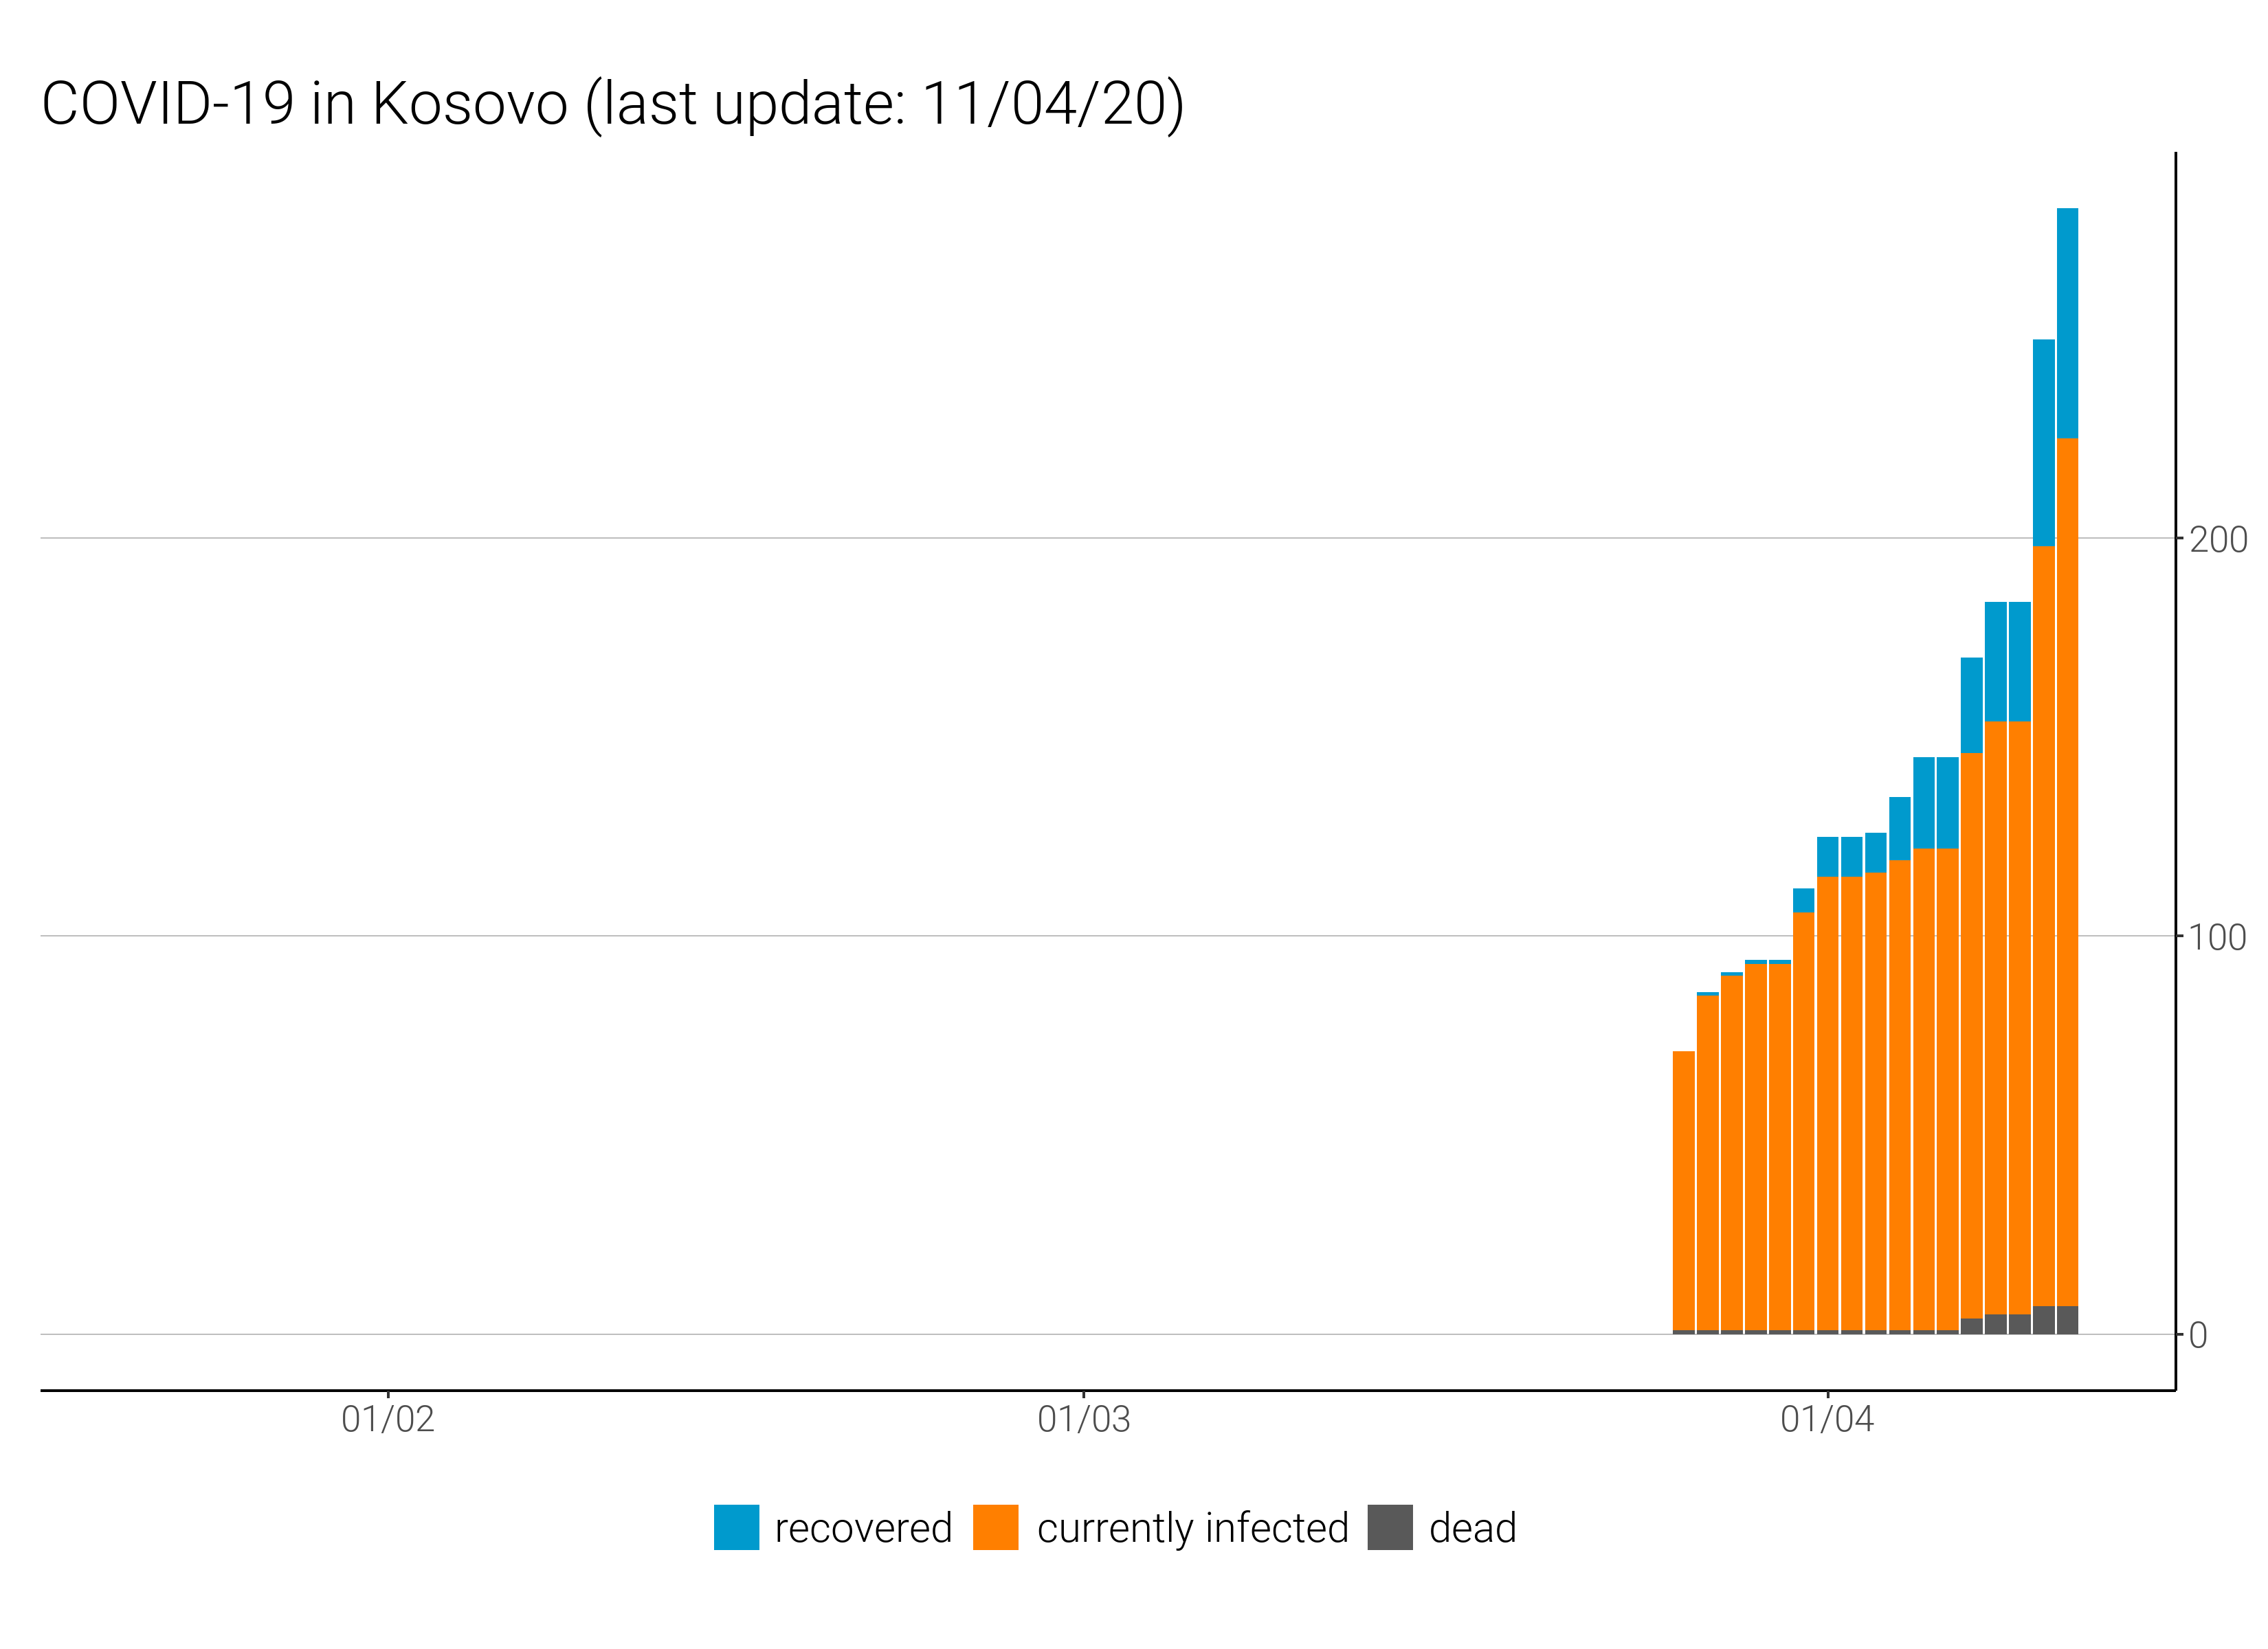 COVID-19 in Kosovo (last update: 11/04/20)
200
100
0
01/02 01/03 01/04
recovered currently infected dead